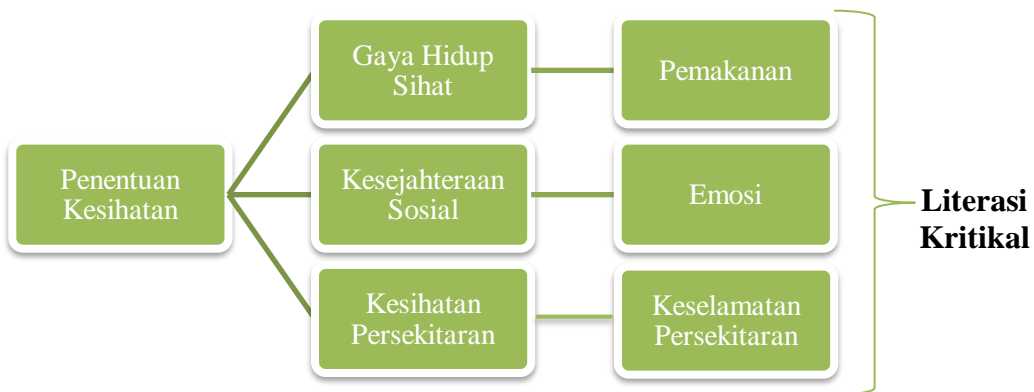 Penentuan
Kesihatan
Gaya Hidup
Sihat
Pemakanan
Kesejahteraan
Sosial
Emosi
Kesihatan
Persekitaran
Keselamatan
Persekitaran
Literasi
Kritikal